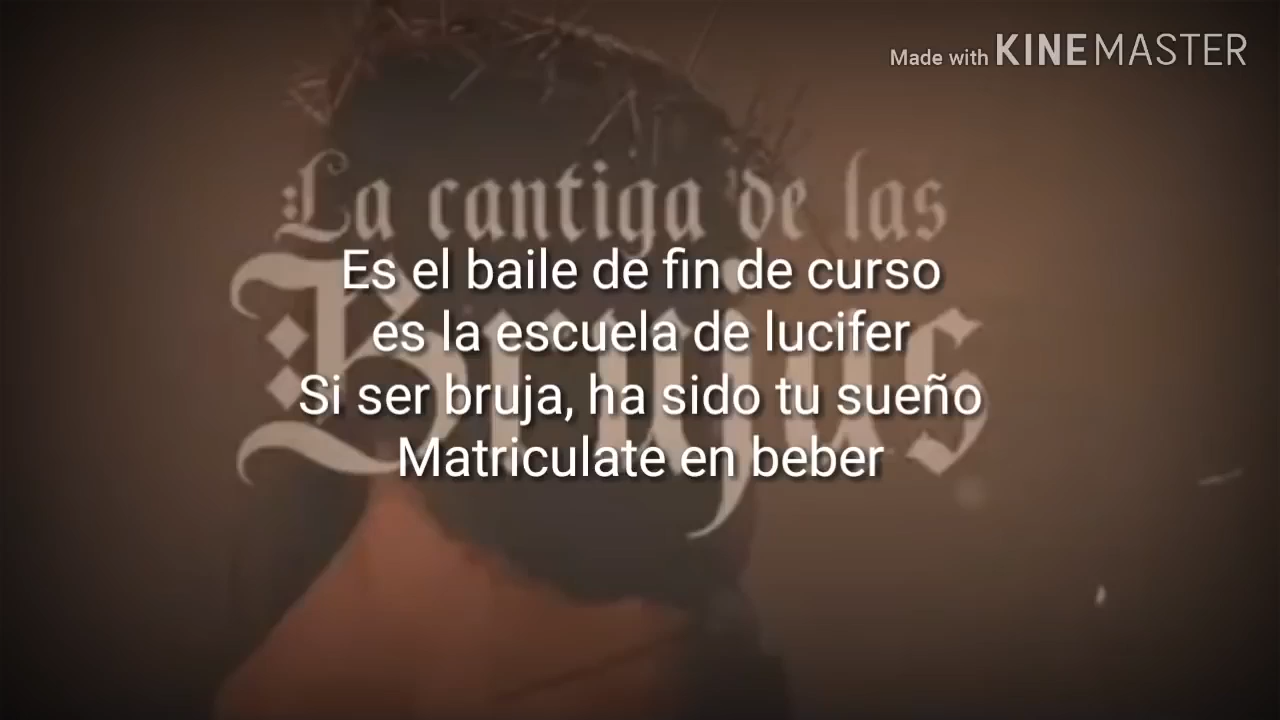 Made with KINEMASTER
La cantiga de las
Brujas
Es el baile de fin de curso
es la escuela de lucifer
Si ser bruja, ha sido tu sueño
Matriculate en beber